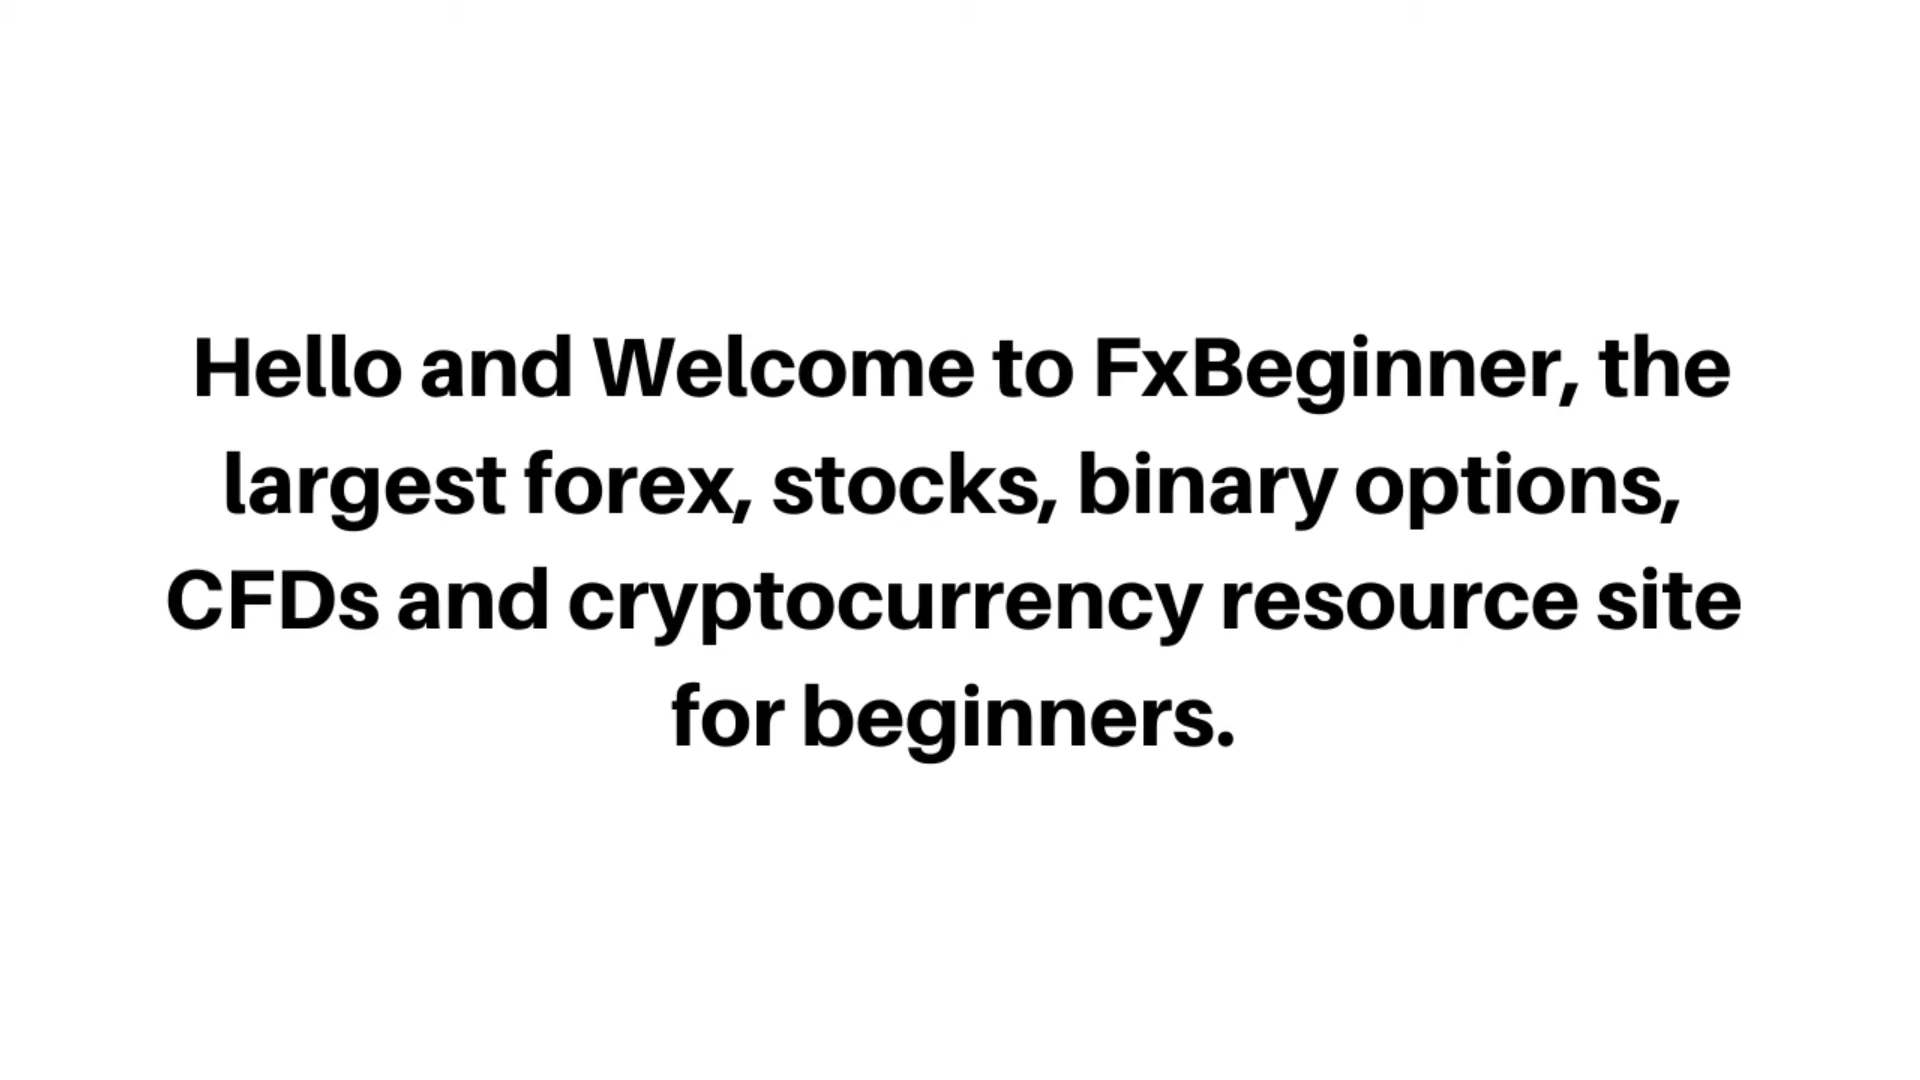 Hello and Welcome to FxBeginner, the
largest forex, stocks, binary options,
CFDs and cryptocurrency resource site
for beginners.